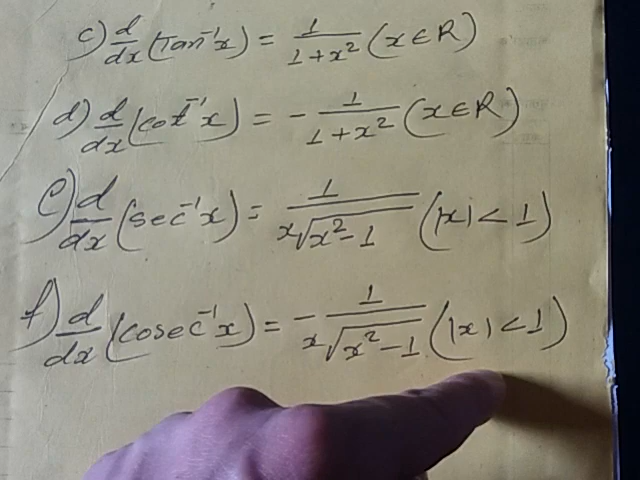 c) d/dx (Tan⁻¹x) = 1/(1+x²) (x∈R)
d) d/dx (cot⁻¹x) = - 1/(1+x²) (x∈R)
e) d/dx (sec⁻¹x) = 1/(x√(x²-1)) (|x| < 1)
f) d/dx (cosec⁻¹x) = - 1/(x√(x²-1)) (|x| < 1)